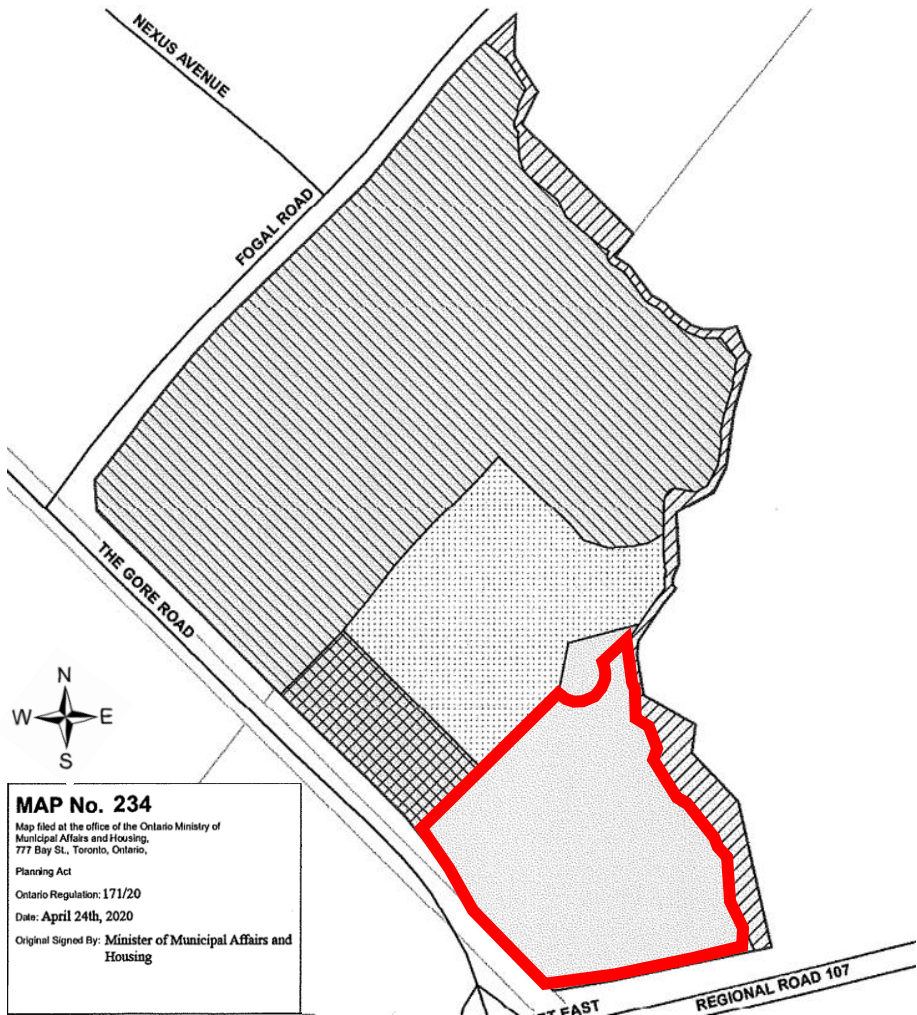 NEXUS AVENUE
FOGAL ROAD
THE GORE ROAD
N
W E
S
MAP No. 234
Map filed at the office of the Ontario Ministry of
Municipal Affairs and Housing,
777 Bay St., Toronto, Ontario,
Planning Act
Ontario Regulation: 171/20
Date: April 24th, 2020
Original Signed By: Minister of Municipal Affairs and
Housing
EAST
REGIONAL ROAD 107